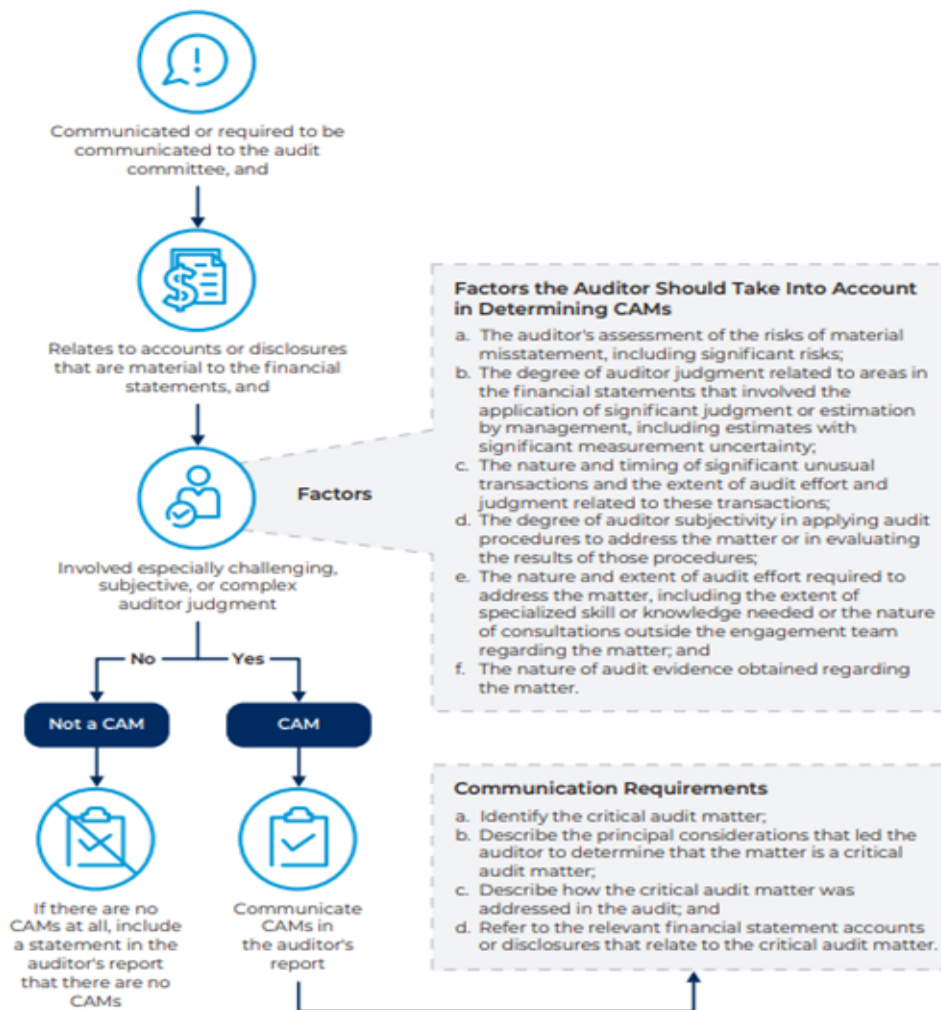 Communicated or required to be
communicated to the audit
committee, and
Relates to accounts or disclosures
that are material to the financial
statements, and
Factors
Involved especially challenging,
subjective, or complex
auditor judgment
Factors the Auditor Should Take Into Account
in Determining CAMs
a. The auditor's assessment of the risks of material
misstatement, including significant risks;
b. The degree of auditor judgment related to areas in
the financial statements that involved the
application of significant judgment or estimation
by management, including estimates with
significant measurement uncertainty;
c. The nature and timing of significant unusual
transactions and the extent of audit effort and
judgment related to these transactions;
d. The degree of auditor subjectivity in applying audit
procedures to address the matter or in evaluating
the results of those procedures;
e. The nature and extent of audit effort required to
address the matter, including the extent of
specialized skill or knowledge needed or the nature
of consultations outside the engagement team
regarding the matter; and
f. The nature of audit evidence obtained regarding
the matter.
No
Yes
Not a CAM
CAM
If there are no
CAMs at all, include
a statement in the
auditor's report
that there are no
CAMs
Communicate
CAMs in
the auditor's
report
Communication Requirements
a. Identify the critical audit matter;
b. Describe the principal considerations that led the
auditor to determine that the matter is a critical
audit matter;
c. Describe how the critical audit matter was
addressed in the audit; and
d. Refer to the relevant financial statement accounts
or disclosures that relate to the critical audit matter.